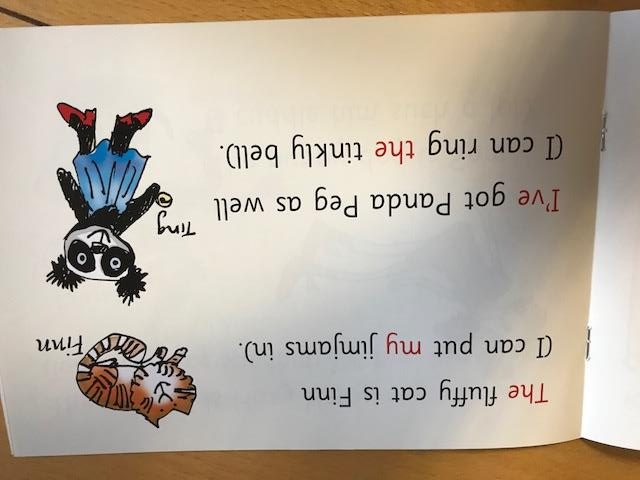 The fluffy cat is Finn
(I can put my jimjams in).
Finn
I've got Panda Peg as well
(I can ring the tinkly bell).
Ting